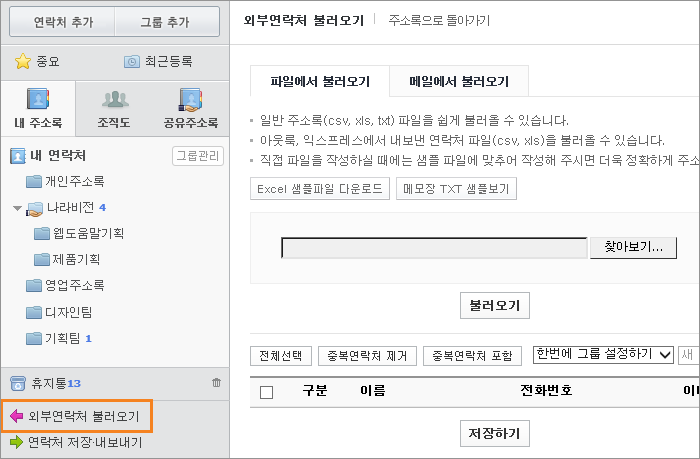 연락처 추가 그룹 추가
중요 최근등록
내 주소록 조직도 공유주소록
내 연락처 그룹관리
개인주소록
나라비전 4
웹도움말기획
제품기획
영업주소록
디자인팀
기획팀 1
휴지통13
외부연락처 불러오기
연락처 저장·내보내기
외부연락처 불러오기 주소록으로 돌아가기
파일에서 불러오기 메일에서 불러오기
일반 주소록(csv, xls, txt) 파일을 쉽게 불러올 수 있습니다.
아웃룩, 익스프레스에서 내보낸 연락처 파일(csv, xls)을 불러올 수 있습니다.
직접 파일을 작성하실 때에는 샘플 파일에 맞추어 작성해 주시면 더욱 정확하게 주소
Excel 샘플파일 다운로드 메모장 TXT 샘플보기
찾아보기...
불러오기
전체선택 중복연락처 제거 중복연락처 포함 한번에 그룹 설정하기 새
구분 이름 전화번호
저장하기